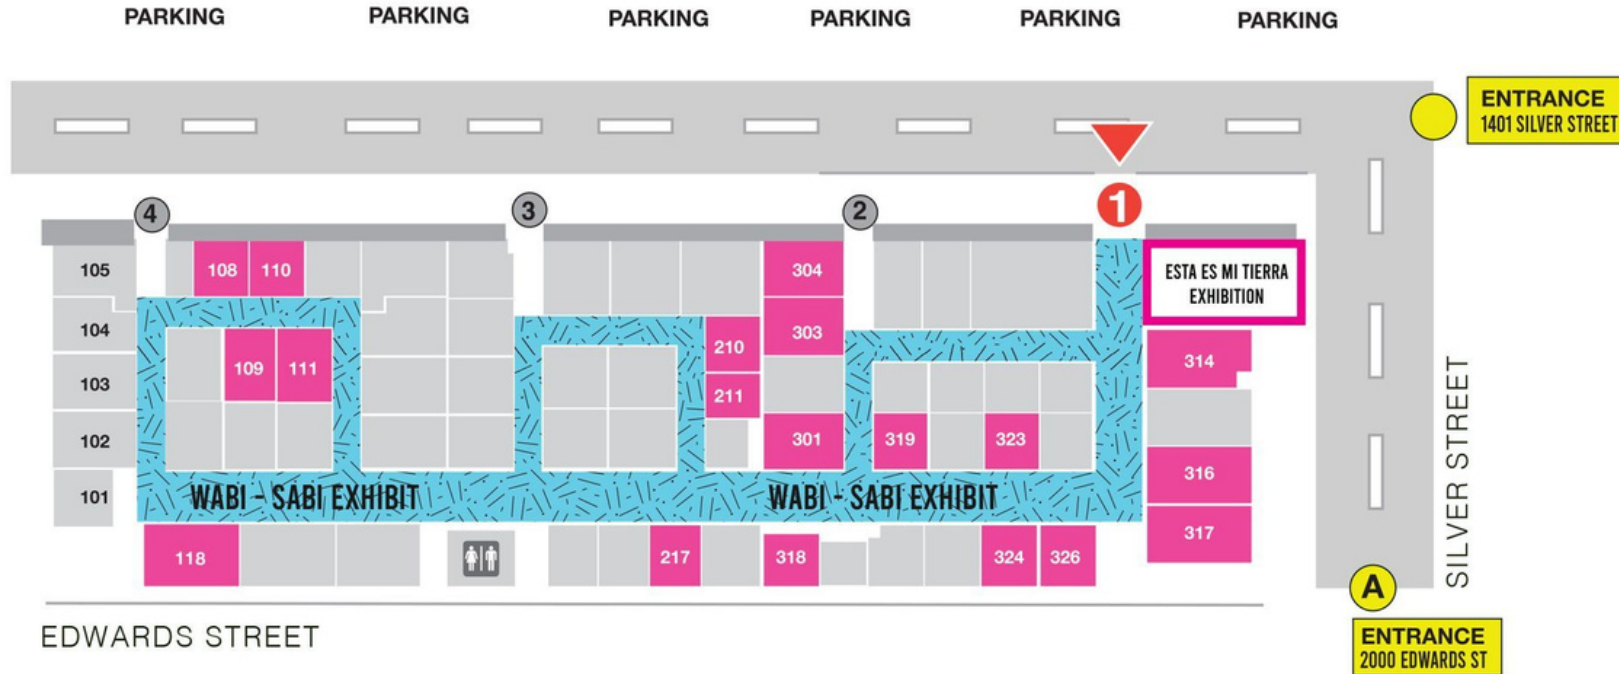 PARKING PARKING PARKING PARKING PARKING PARKING
ENTRANCE
1401 SILVER STREET
4 3 2 1
105 108 110 304
ESTA ES MI TIERRA
EXHIBITION
104 303
109 111 210 314
103 211
102 301 319 323
316
101
WABI - SABI EXHIBIT WABI - SABI EXHIBIT
317
118 217 318 324 326
SILVER STREET
A
EDWARDS STREET
ENTRANCE
2000 EDWARDS ST